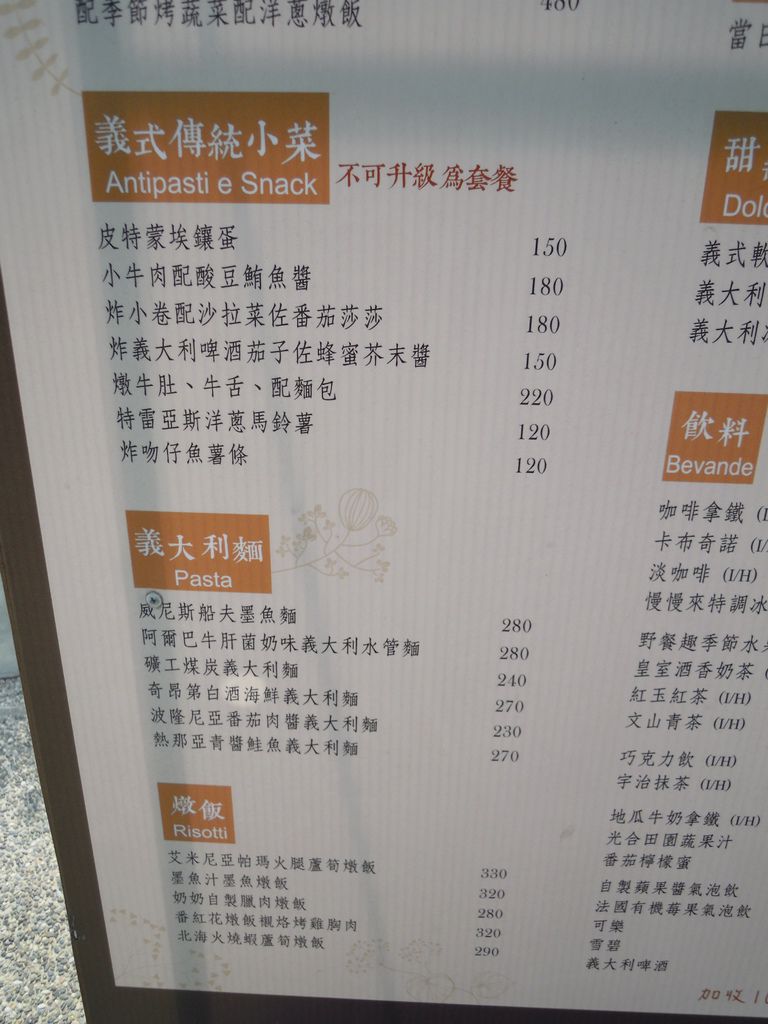 配季節烤蔬菜配洋蔥燉飯 480
義式傳統小菜
Antipasti e Snack
不可升級為套餐
皮特蒙埃鑲蛋 150
小牛肉配酸豆鮪魚醬 180
炸小卷配沙拉菜佐番茄莎莎 180
炸義大利啤酒茄子佐蜂蜜芥末醬 150
燉牛肚、牛舌、配麵包 220
特雷亞斯洋蔥馬鈴薯 120
炸吻仔魚薯條 120
義大利麵
Pasta
威尼斯船夫墨魚麵 280
阿爾巴牛肝菌奶味義大利水管麵 280
礦工煤炭義大利麵 240
奇昂第白酒海鮮義大利麵 270
波隆尼亞番茄肉醬義大利麵 230
熱那亞青醬鮭魚義大利麵 270
燉飯
Risotti
艾米尼亞帕瑪火腿蘆筍燉飯 330
墨魚汁墨魚燉飯 320
奶奶自製臘肉燉飯 280
番紅花燉飯襯烙烤雞胸肉 320
北海火燒蝦蘆筍燉飯 290
當日
甜
Dol
義式軟
義大利
義大利
飲料
Bevande
咖啡拿鐵 (I
卡布奇諾 (I/
淡咖啡 (I/H)
慢慢來特調冰
野餐趣季節水
皇室酒香奶茶 (
紅玉紅茶 (I/H)
文山青茶 (I/H)
巧克力飲 (I/H)
宇治抹茶 (I/H)
地瓜牛奶拿鐵 (I/H)
光合田園蔬果汁
番茄檸檬蜜
自製蘋果醬氣泡飲
法國有機莓果氣泡飲
可樂
雪碧
義大利啤酒
加收 1